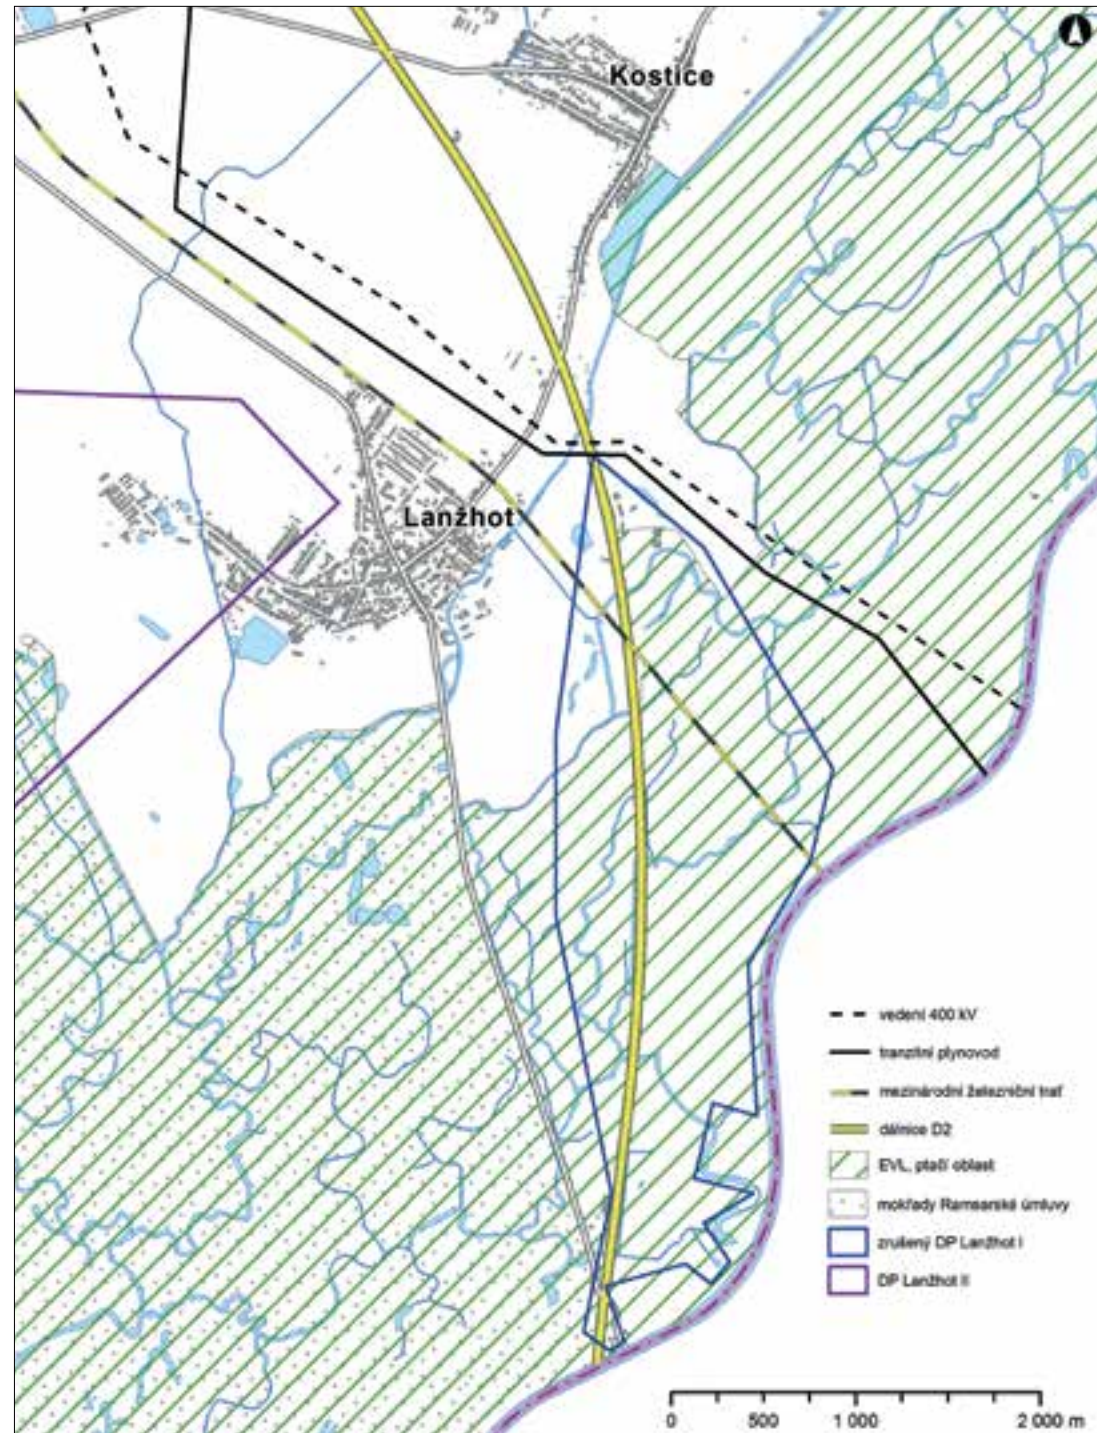 Kostice
Lanžhot
vedení 400 kV
tranzitní plynovod
mezinárodní železniční trať
dálnice D2
EVL, ptačí oblast
mokřady Ramsarské úmluvy
zrušený DP Lanžhot I
DP Lanžhot II
0 500 1 000 2 000 m